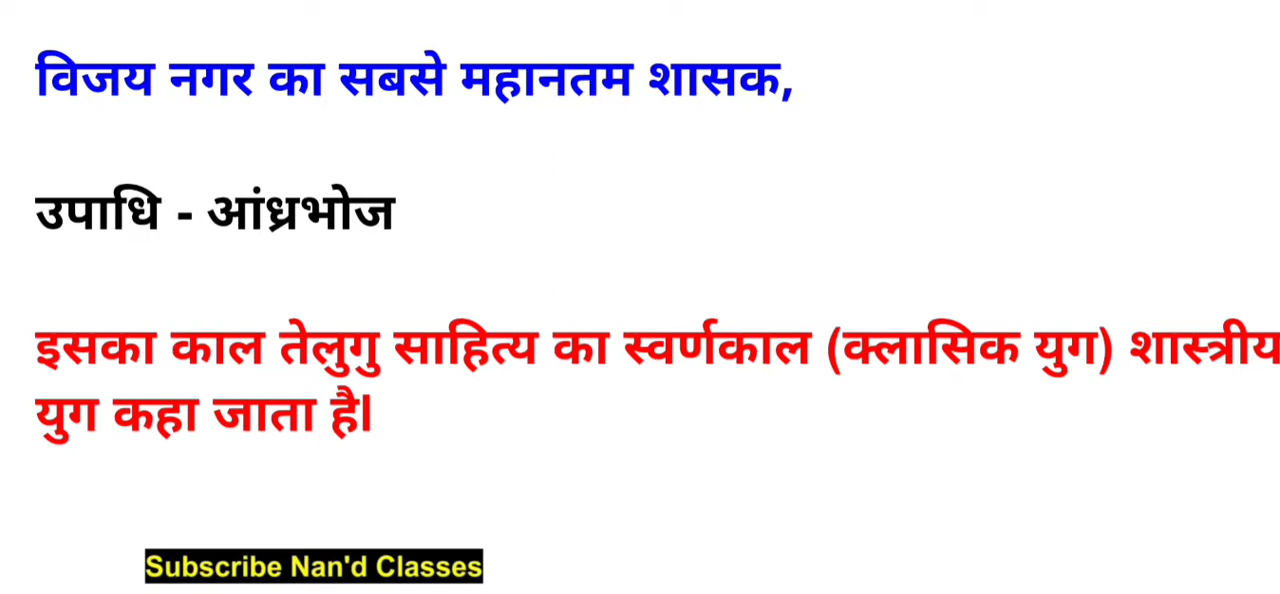 विजय नगर का सबसे महानतम शासक,
उपाधि - आंध्रभोज
इसका काल तेलुगु साहित्य का स्वर्णकाल (क्लासिक युग) शास्त्रीय
युग कहा जाता है।
Subscribe Nan'd Classes